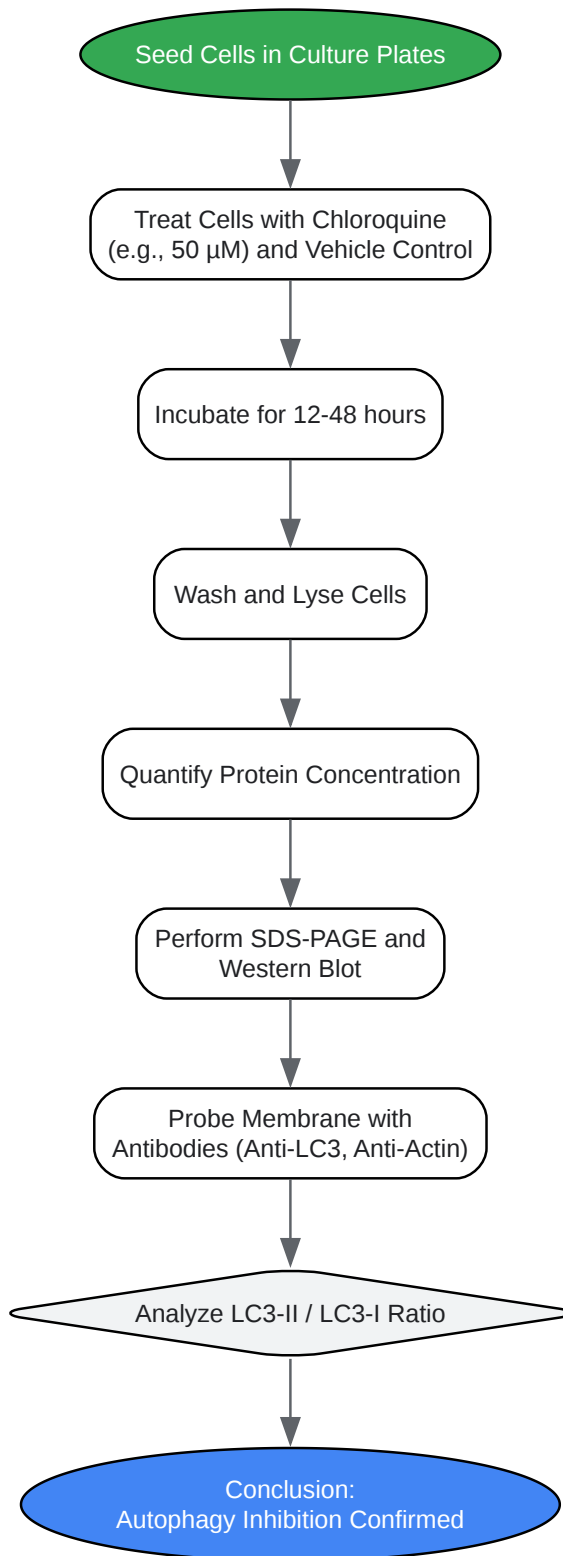 Seed Cells in Culture Plates
Treat Cells with Chloroquine
(e.g., 50 µM) and Vehicle Control
Incubate for 12-48 hours
Wash and Lyse Cells
Quantify Protein Concentration
Perform SDS-PAGE and
Western Blot
Probe Membrane with
Antibodies (Anti-LC3, Anti-Actin)
Analyze LC3-II / LC3-I Ratio
Conclusion:
Autophagy Inhibition Confirmed